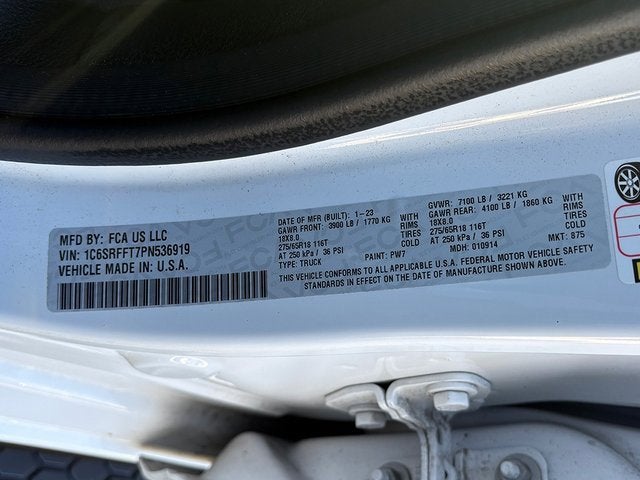 MFD BY: FCA US LLC
VIN: 1C6SRFFT7PN536919
VEHICLE MADE IN: U.S.A.
DATE OF MFR (BUILT): 1-23 GVWR: 7100 LB / 3221 KG
GAWR FRONT: 3900 LB / 1770 KG WITH GAWR REAR: 4100 LB / 1860 KG WITH
18X8.0 RIMS 18X8.0 RIMS
275/65R18 116T TIRES 275/65R18 116T TIRES
AT 250 kPa / 36 PSI COLD AT 250 kPa / 36 PSI COLD
TYPE: TRUCK PAINT: PW7 MDH: 010914 MKT: 875
THIS VEHICLE CONFORMS TO ALL APPLICABLE U.S.A. FEDERAL MOTOR VEHICLE SAFETY
STANDARDS IN EFFECT ON THE DATE OF MANUFACTURE SHOWN ABOVE.